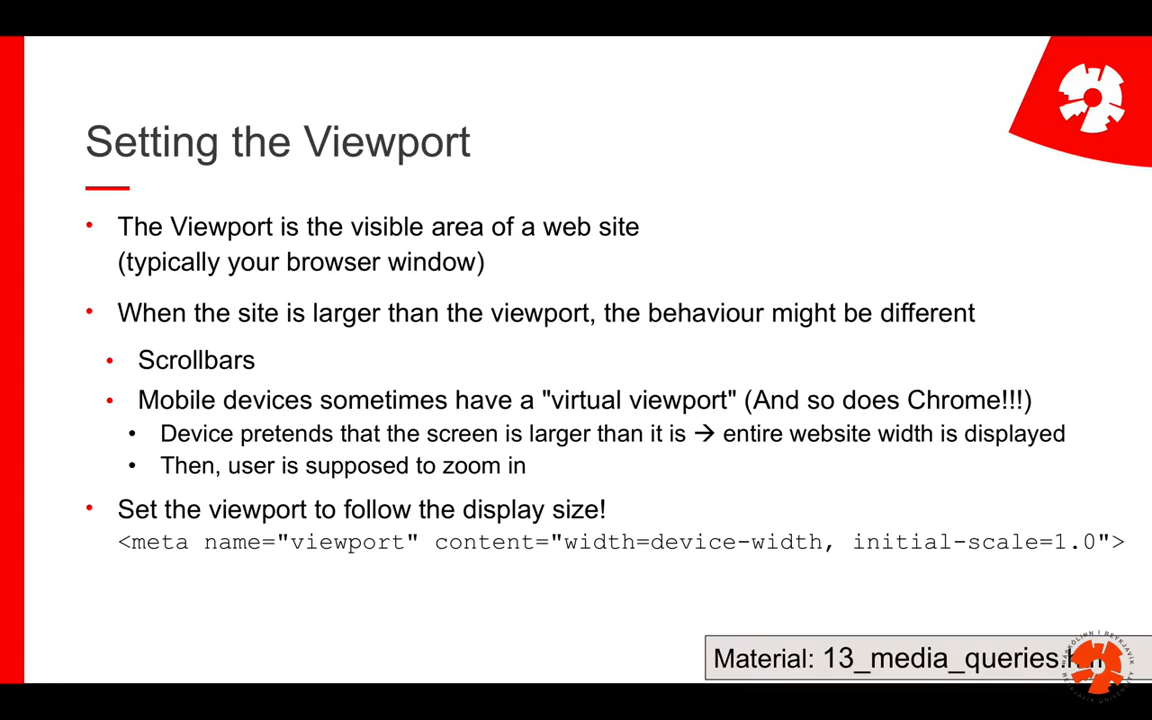 Setting the Viewport
• The Viewport is the visible area of a web site
(typically your browser window)
• When the site is larger than the viewport, the behaviour might be different
• Scrollbars
• Mobile devices sometimes have a "virtual viewport" (And so does Chrome!!!)
• Device pretends that the screen is larger than it is → entire website width is displayed
• Then, user is supposed to zoom in
• Set the viewport to follow the display size!
<meta name="viewport" content="width=device-width, initial-scale=1.0">
Material: 13_media_queries.
HÁSKÓLINN Í REYKJAVÍK